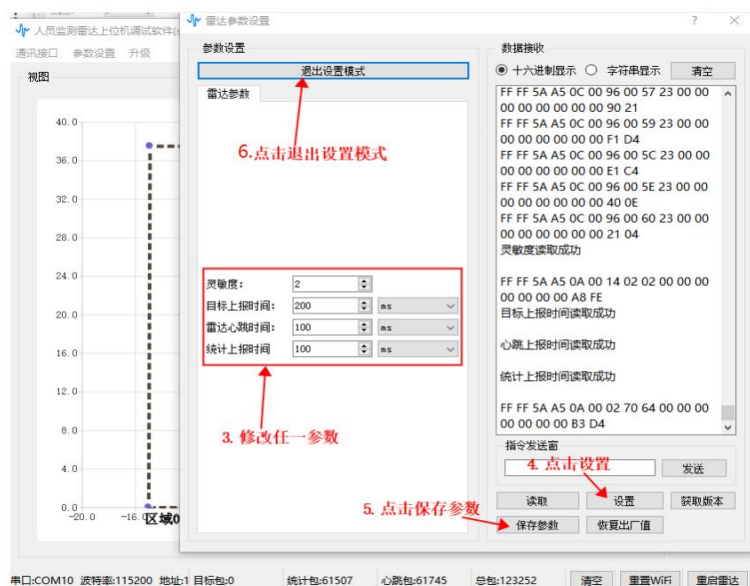 人员监测雷达上位机调试软件(
通讯接口 参数设置 升级
视图
40.0
36.0
32.0
28.0
24.0
20.0
16.0
12.0
8.0
4.0
0.0
-20.0 -16.0
区域0
雷达参数设置 ? ×
参数设置
退出设置模式
雷达参数
6.点击退出设置模式
灵敏度: 2
目标上报时间: 200 ms
雷达心跳时间: 100 ms
统计上报时间 100 ms
3. 修改任一参数
数据接收
十六进制显示 字符串显示 清空
FF FF 5A A5 0C 00 96 00 57 23 00 00
00 00 00 00 00 00 90 21
FF FF 5A A5 0C 00 96 00 59 23 00 00
00 00 00 00 00 00 F1 D4
FF FF 5A A5 0C 00 96 00 5C 23 00 00
00 00 00 00 00 00 E1 C4
FF FF 5A A5 0C 00 96 00 5E 23 00 00
00 00 00 00 00 00 40 0E
FF FF 5A A5 0C 00 96 00 60 23 00 00
00 00 00 00 00 00 21 04
灵敏度读取成功
FF FF 5A A5 0A 00 14 02 02 00 00 00
00 00 00 00 A8 FE
目标上报时间读取成功
心跳上报时间读取成功
统计上报时间读取成功
FF FF 5A A5 0A 00 02 70 64 00 00 00
00 00 00 00 B3 D4
指令发送窗
4. 点击设置
发送
读取 设置 获取版本
5. 点击保存参数
保存参数 恢复出厂值
串口:COM10 波特率:115200 地址:1 目标包:0 统计包:61507 心跳包:61745 总包:123252 清空 重置WiFi 重启雷达